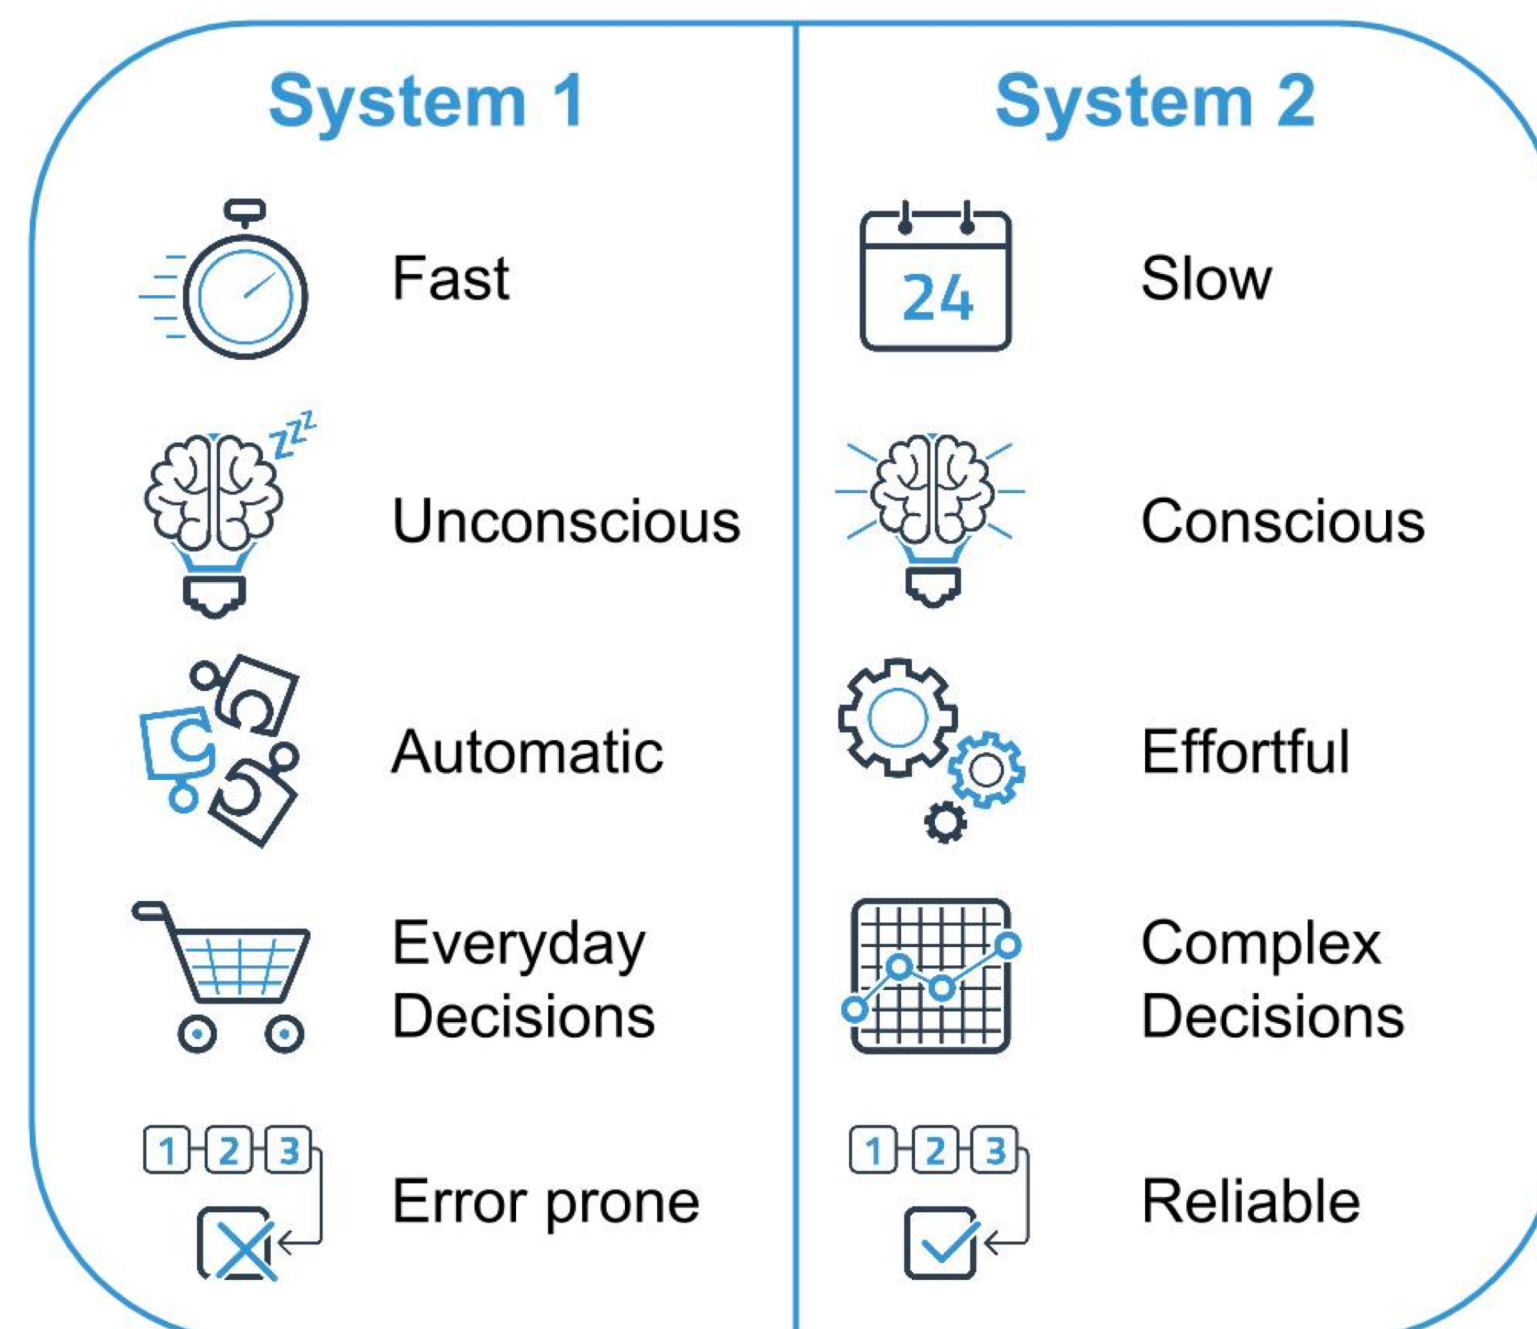 System 1
System 2
Fast
24
Slow
zzz
Unconscious
Conscious
Automatic
Effortful
Everyday
Decisions
Complex
Decisions
1 2 3
Error prone
1 2 3
Reliable